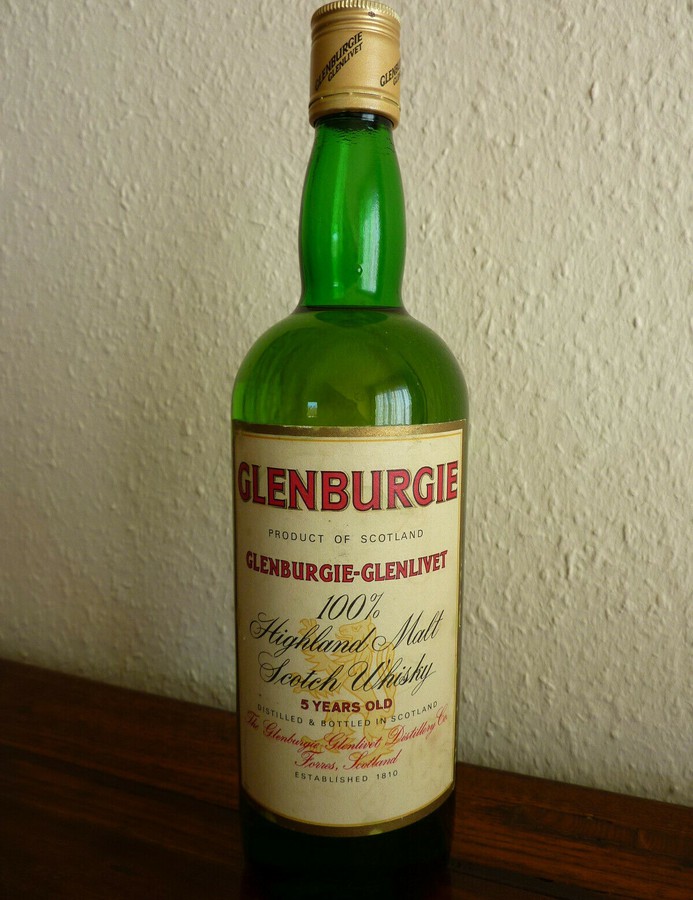 GLENBURGIE
GLENLIVET
GLENBURGIE
PRODUCT OF SCOTLAND
GLENBURGIE-GLENLIVET
100%
Highland Malt
Scotch Whisky
5 YEARS OLD
DISTILLED & BOTTLED IN SCOTLAND
The Glenburgie-Glenlivet Distillery Co.
Forres, Scotland
ESTABLISHED 1810